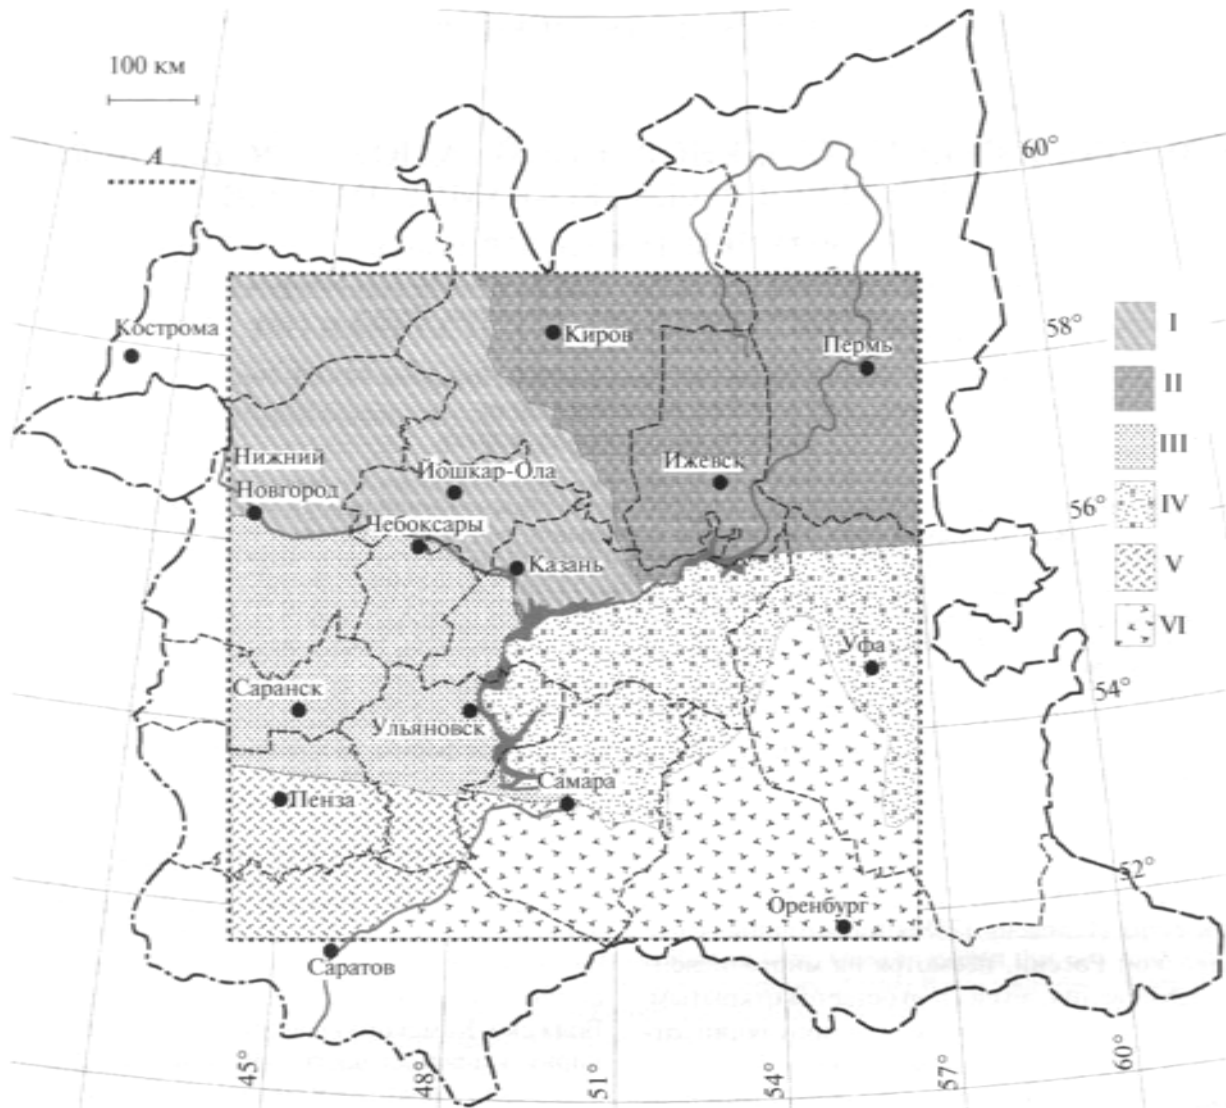 100 км
А
60°
Кострома
Киров
Пермь
58°
I
II
Нижний
Новгород
Йошкар-Ола
Ижевск
III
Чебоксары
Казань
56°
IV
V
Уфа
VI
Саранск
Ульяновск
54°
Пенза
Самара
Оренбург
52°
Саратов
45°
48°
51°
54°
57°
60°